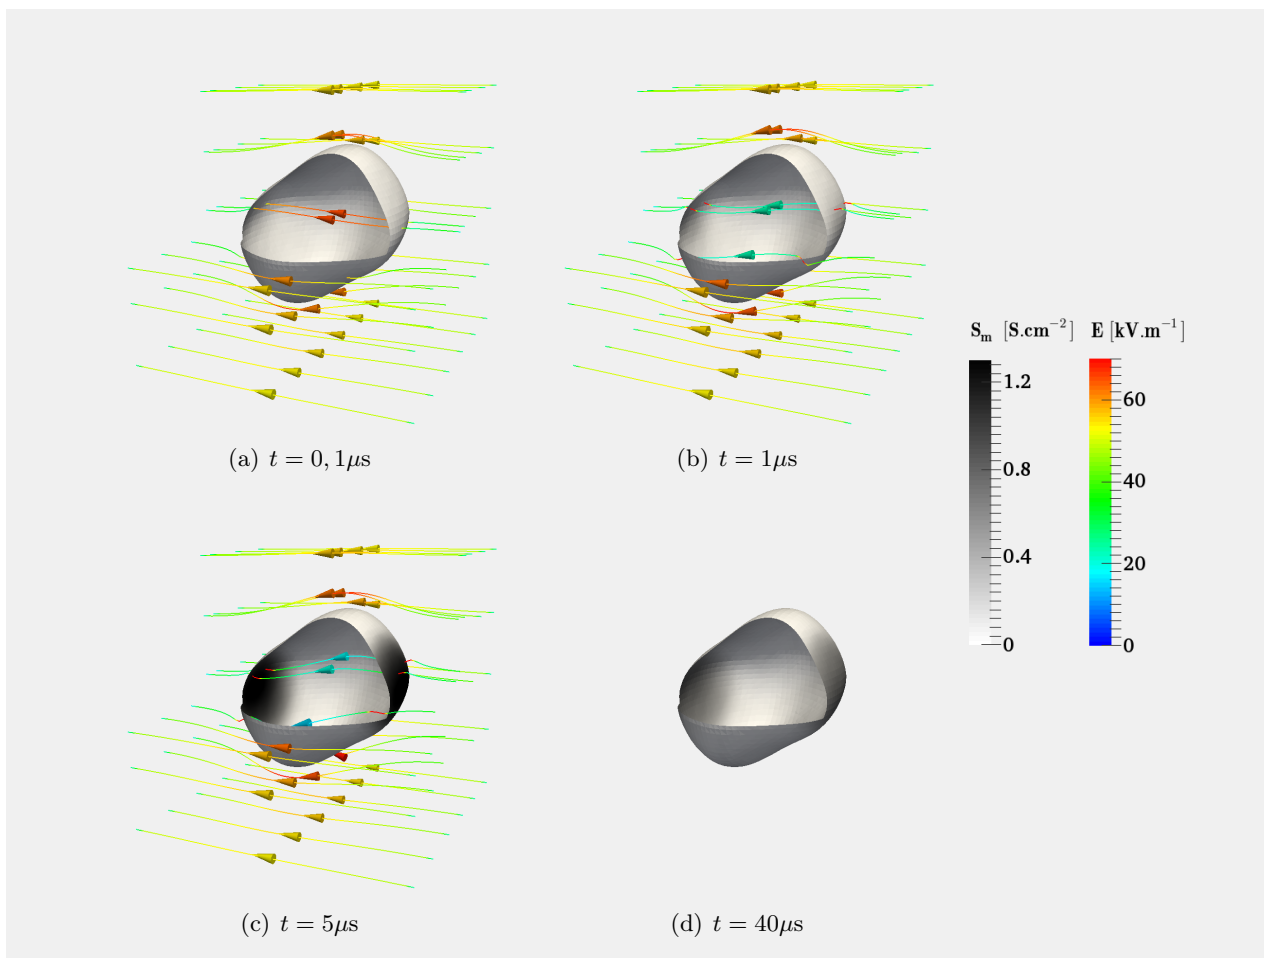 S_m [S.cm⁻²] E [kV.m⁻¹]
1.2
60
0.8
40
0.4
20
0
0
(a) t = 0, 1μs
(b) t = 1μs
(c) t = 5μs
(d) t = 40μs